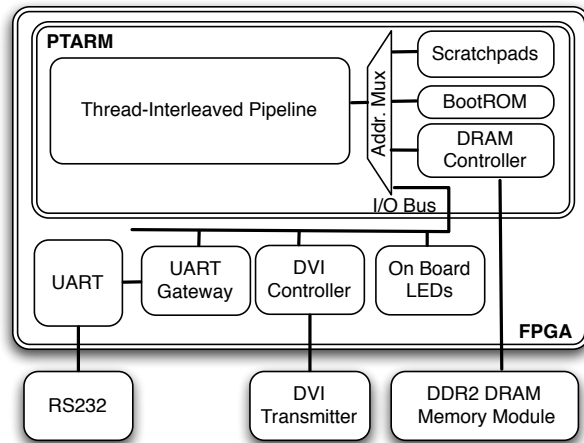 PTARM
Thread-Interleaved Pipeline
Addr. Mux
Scratchpads
BootROM
DRAM
Controller
I/O Bus
UART
UART
Gateway
DVI
Controller
On Board
LEDs
FPGA
RS232
DVI
Transmitter
DDR2 DRAM
Memory Module